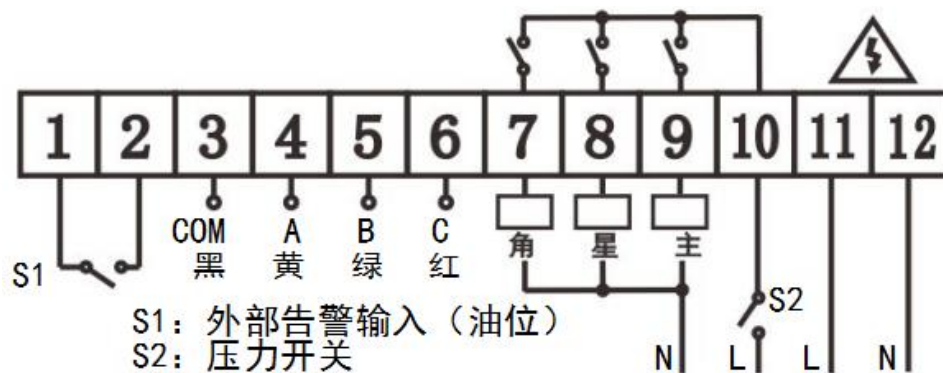 1 2 3 4 5 6 7 8 9 10 11 12
COM A B C
黑 黄 绿 红 角 星 主
S1 S2
S1: 外部告警输入（油位）
S2: 压力开关 N L L N